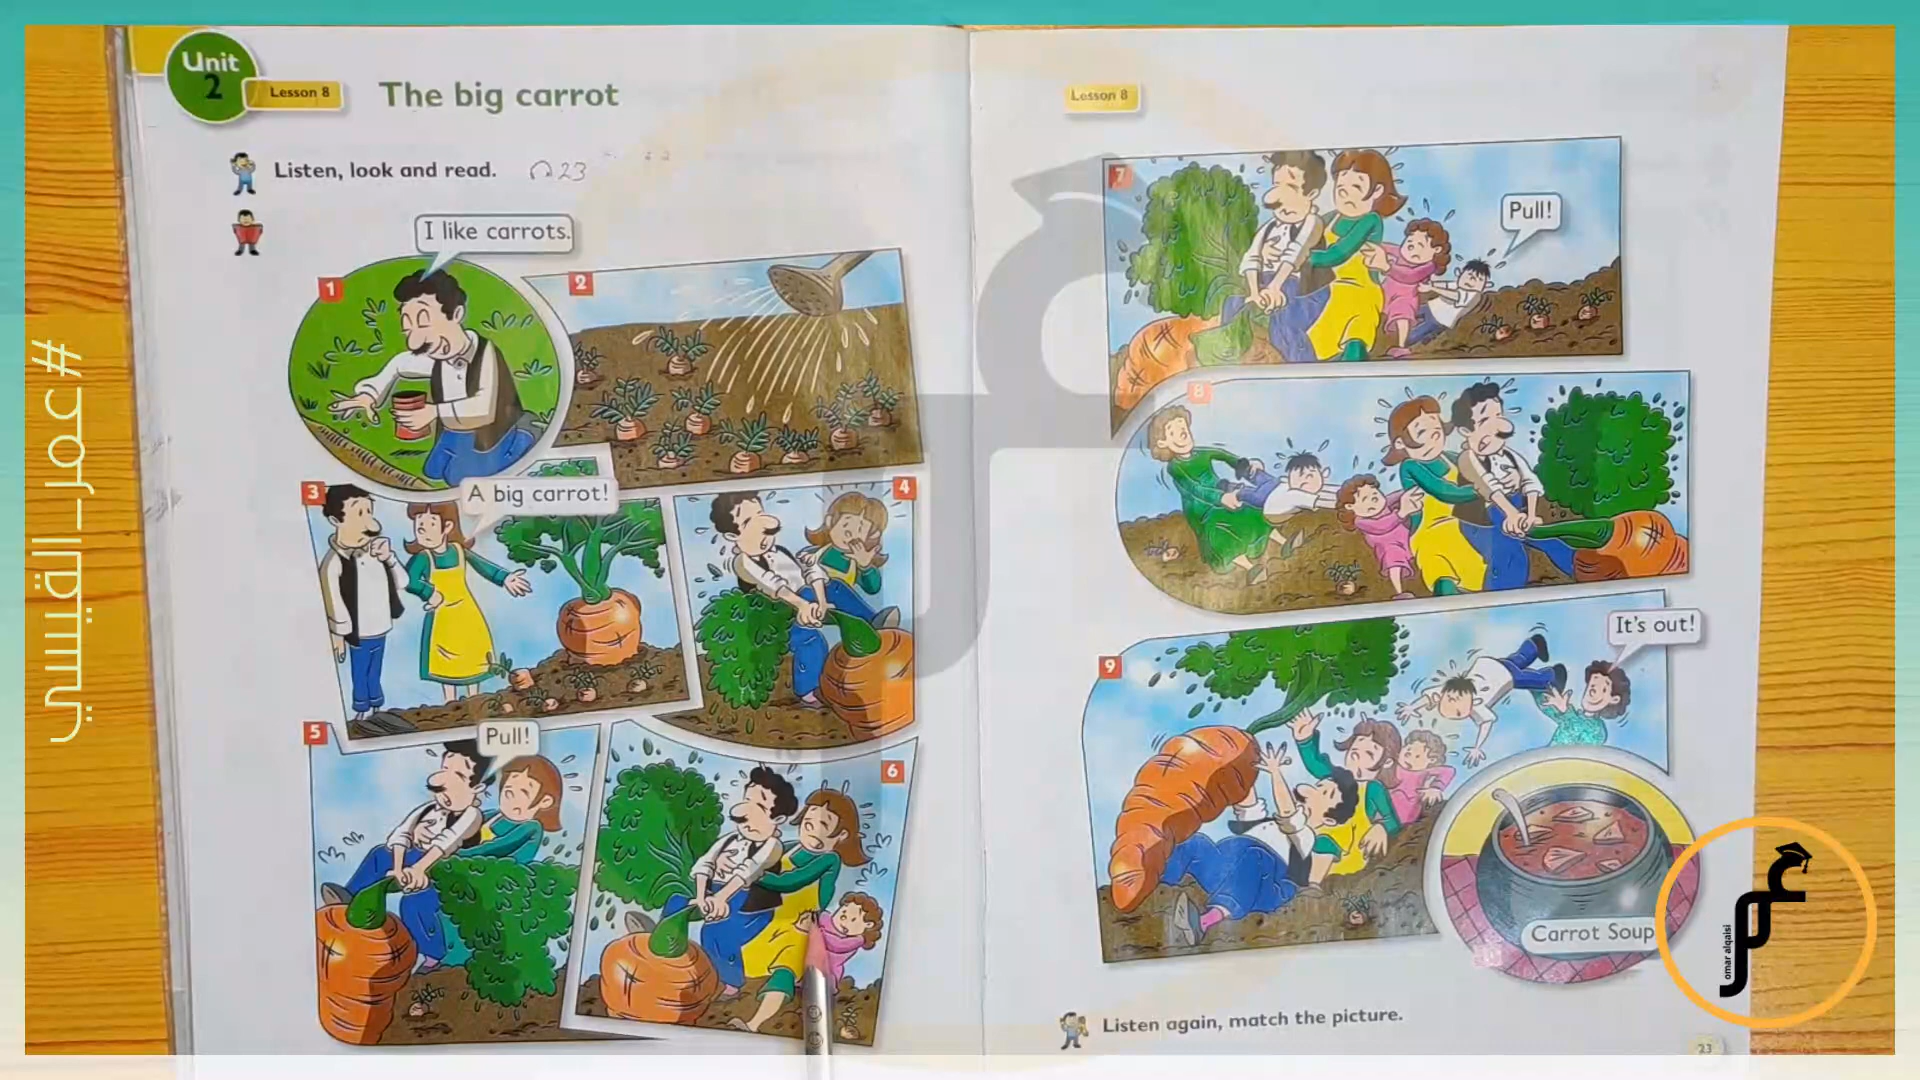 #عمر_القيسي
Unit
2
Lesson 8
The big carrot
Listen, look and read.
23
I like carrots.
1
2
3
A big carrot!
4
5
Pull!
6
Lesson 8
7
Pull!
8
9
It's out!
Carrot Soup
Listen again, match the picture.
23
omar alqaisi